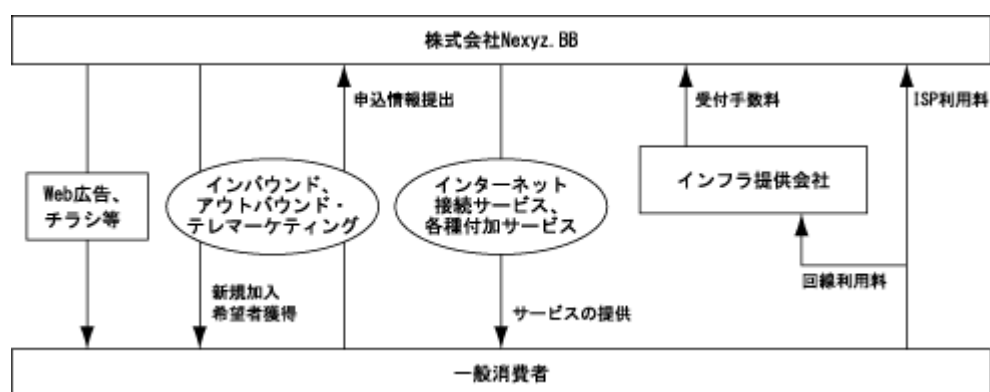 株式会社Nexyz.BB
申込情報提出
受付手数料
ISP利用料
Web広告、
チラシ等
インバウンド、
アウトバウンド・
テレマーケティング
インターネット
接続サービス、
各種付加サービス
インフラ提供会社
新規加入
希望者獲得
サービスの提供
回線利用料
一般消費者